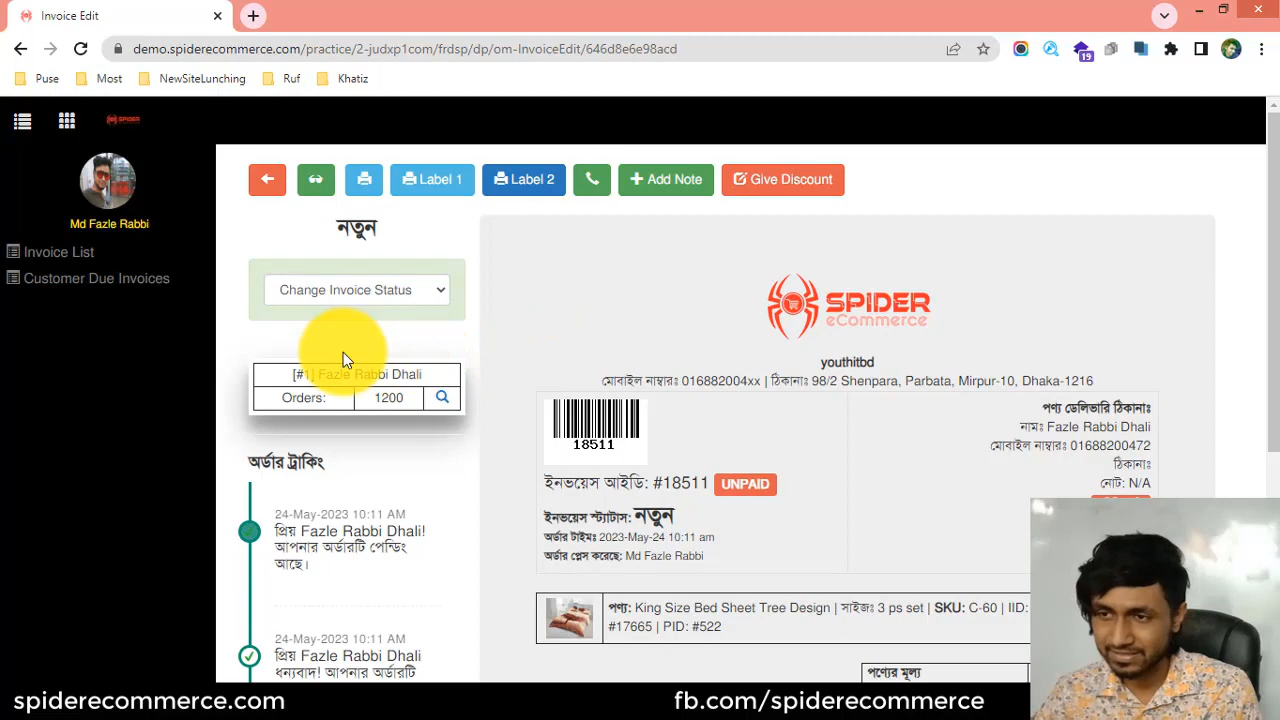 Invoice Edit
demo.spiderecommerce.com/practice/2-judxp1com/frdsp/dp/om-InvoiceEdit/646d8e6e98acd
19
Puse Most NewSiteLunching Ruf Khatiz
SPIDER
Md Fazle Rabbi
Invoice List
Customer Due Invoices
Label 1 Label 2 Add Note Give Discount
নতুন
Change Invoice Status
[#1] Fazle Rabbi Dhali
Orders: 1200
অর্ডার ট্রাকিং
24-May-2023 10:11 AM
প্রিয় Fazle Rabbi Dhali!
আপনার অর্ডারটি পেন্ডিং
আছে।
24-May-2023 10:11 AM
প্রিয় Fazle Rabbi Dhali
ধন্যবাদ! আপনার অর্ডারটি
SPIDER
eCommerce
youthitbd
মোবাইল নাম্বারঃ 016882004xx | ঠিকানাঃ 98/2 Shenpara, Parbata, Mirpur-10, Dhaka-1216
18511
ইনভয়েস আইডি: #18511 UNPAID
ইনভয়েস স্ট্যাটাস: নতুন
অর্ডার টাইমঃ 2023-May-24 10:11 am
অর্ডার প্লেস করেছে: Md Fazle Rabbi
পণ্য ডেলিভারি ঠিকানাঃ
নামঃ Fazle Rabbi Dhali
মোবাইল নাম্বারঃ 01688200472
ঠিকানাঃ
নোট: N/A
পণ্য: King Size Bed Sheet Tree Design | সাইজঃ 3 ps set | SKU: C-60 | IID:
#17665 | PID: #522
পণ্যের মূল্য
spiderecommerce.com
fb.com/spiderecommerce